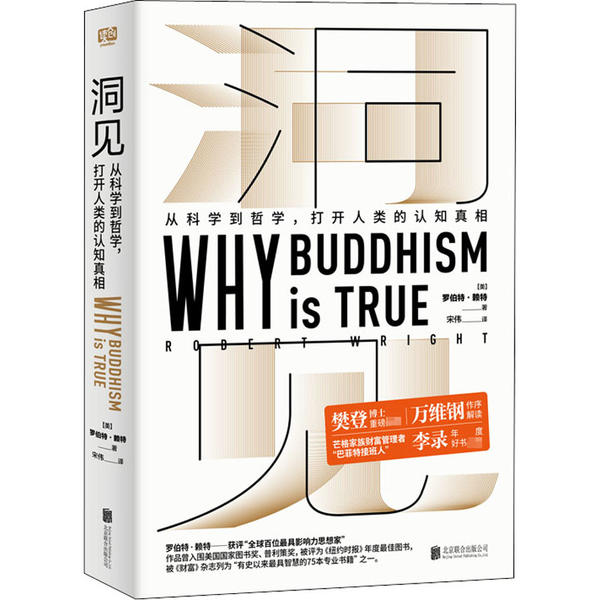 读创
洞见
从科学到哲学,
打开人类的认知真相
WHY BUDDHISM
is TRUE
[美]
罗伯特·赖特
著
宋伟 译
北京联合出版公司
洞
从科学到哲学,打开人类的认知真相
WHY BUDDHISM
is TRUE
[美]
罗伯特·赖特
著
宋伟 译
ROBERT WRIGHT
见
樊登 博士 重磅
万维钢 作序 解读
芒格家族财富管理者
“巴菲特接班人”
李录 年 度 好书
罗伯特·赖特——获评“全球百位最具影响力思想家”
作品曾入围美国国家图书奖、普利策奖,被评为《纽约时报》年度最佳图书,
被《财富》杂志列为“有史以来最具智慧的75本专业书籍”之一。
北京联合出版公司